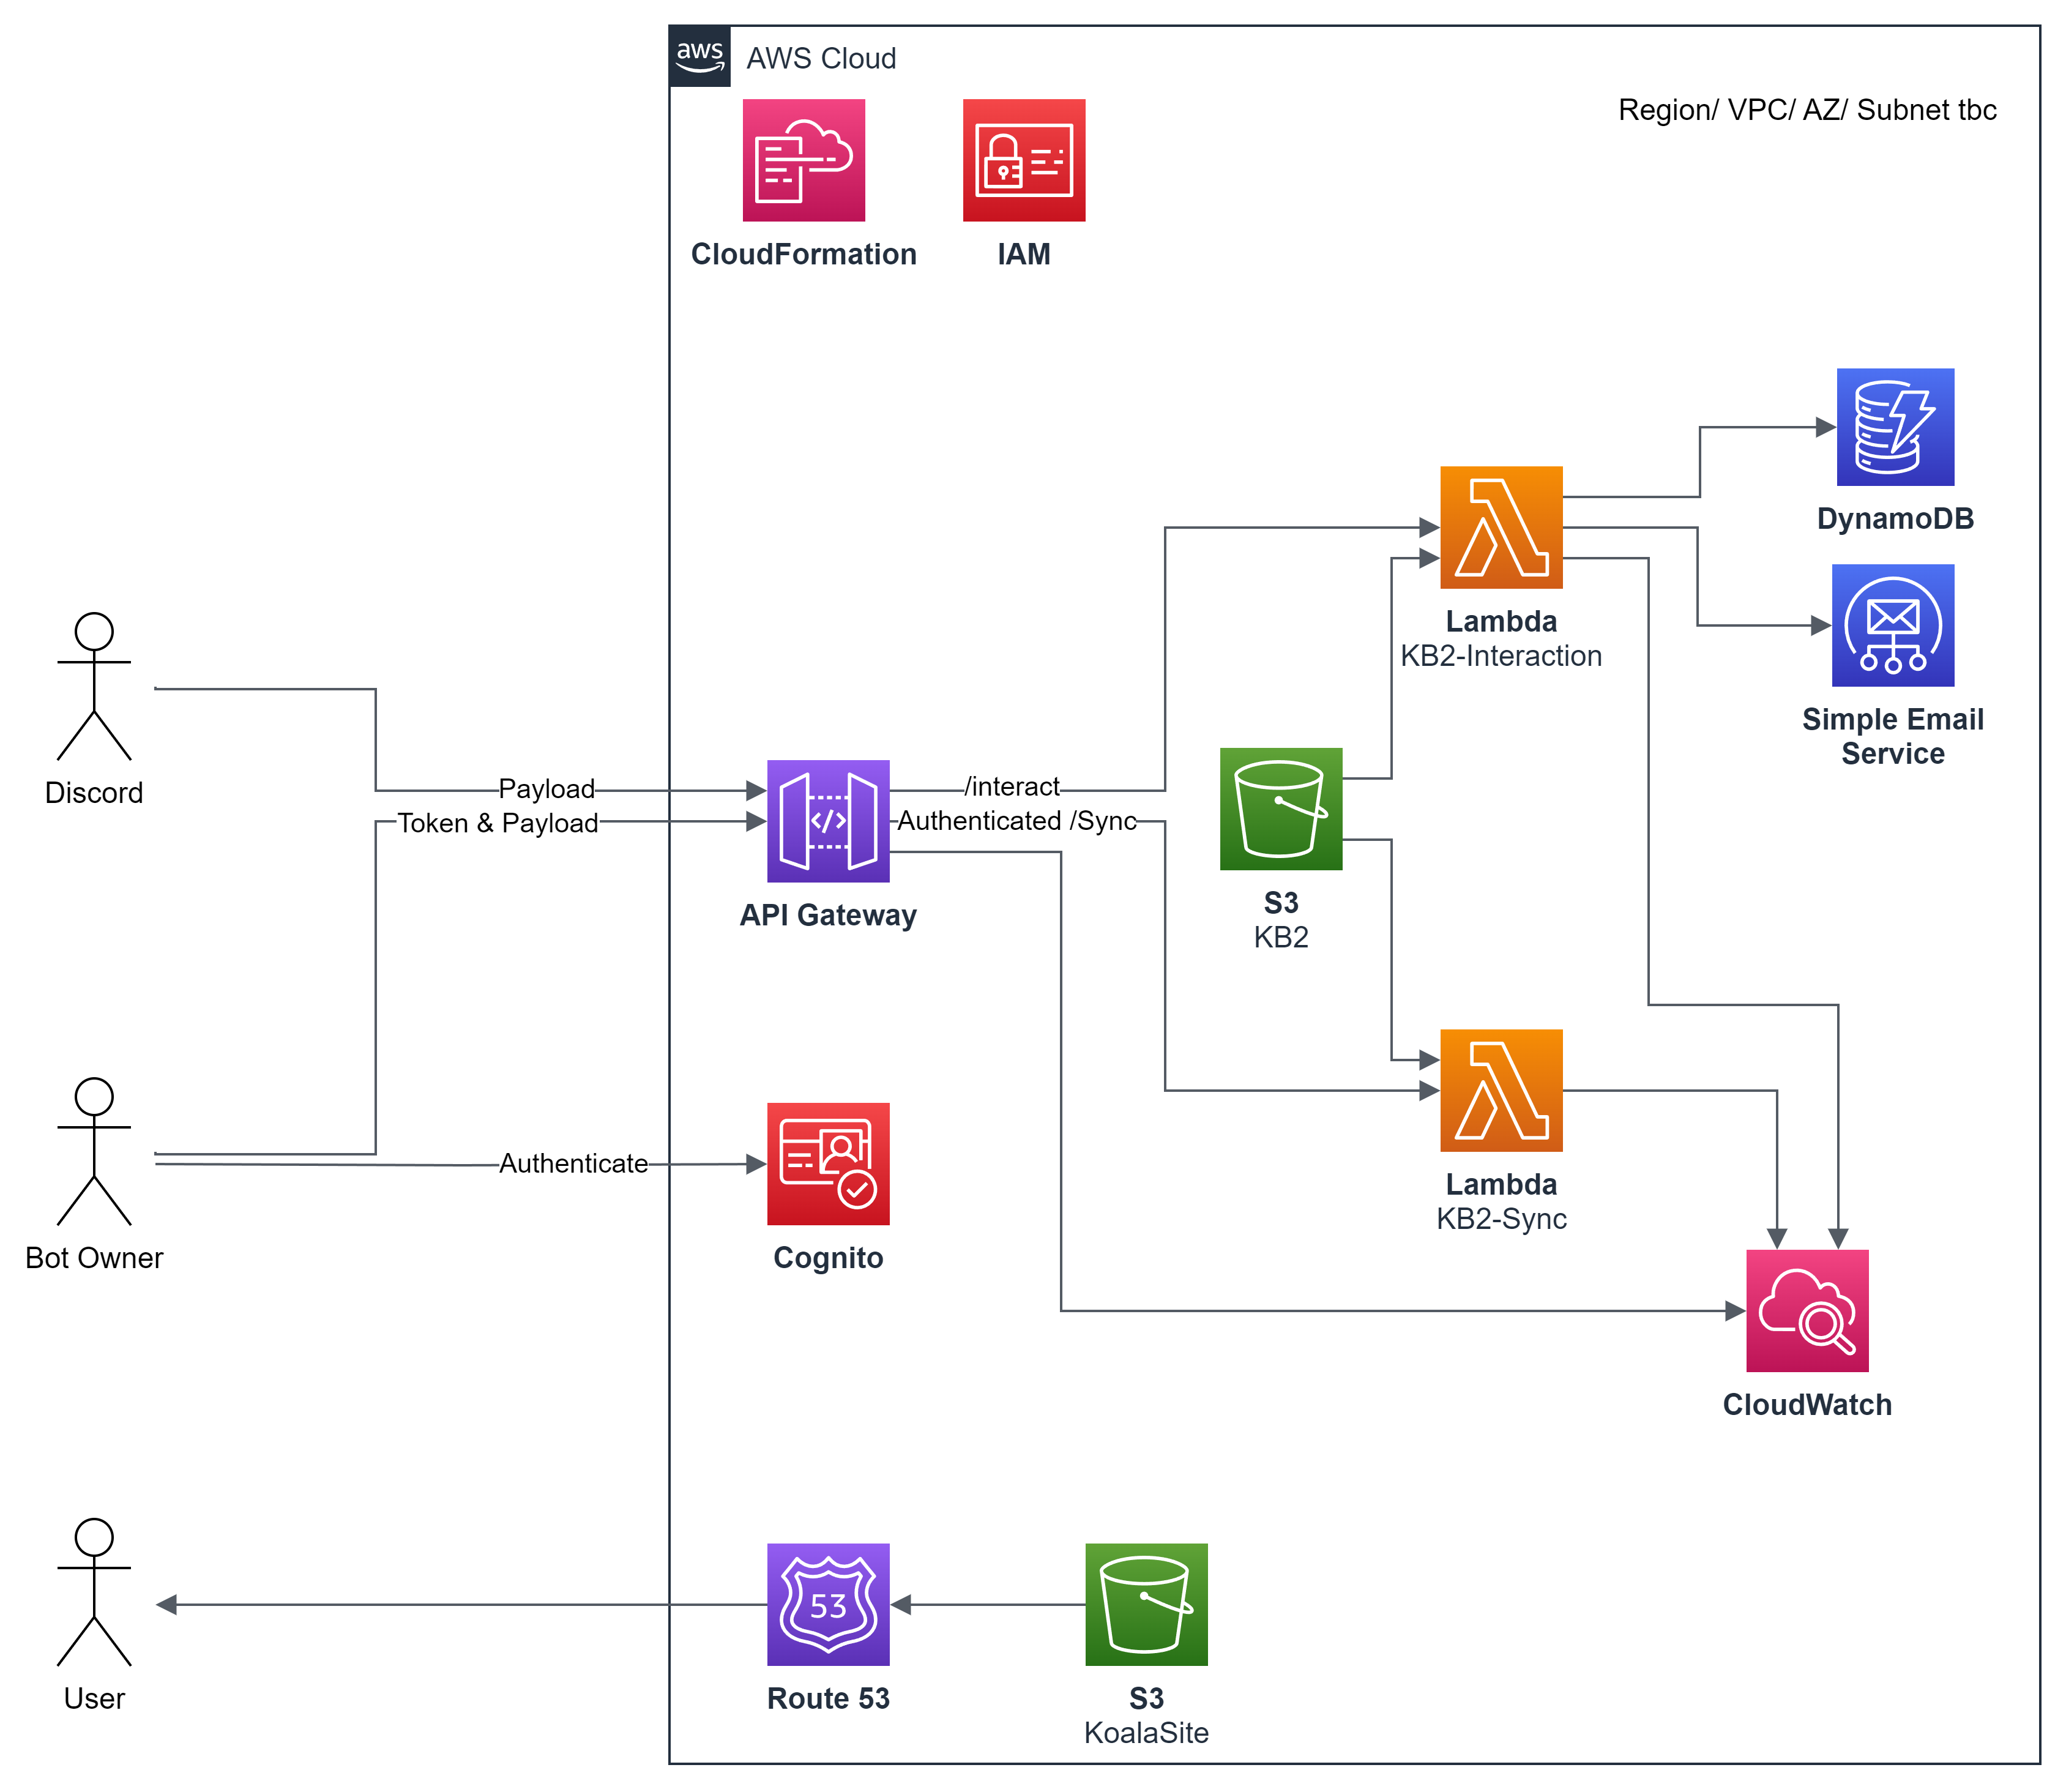 aws
AWS Cloud
Region/ VPC/ AZ/ Subnet tbc
CloudFormation
IAM
DynamoDB
Lambda
KB2-Interaction
Simple Email
Service
Discord
Payload
Token & Payload
/interact
Authenticated /Sync
API Gateway
S3
KB2
Bot Owner
Authenticate
Cognito
Lambda
KB2-Sync
CloudWatch
User
53
Route 53
S3
KoalaSite